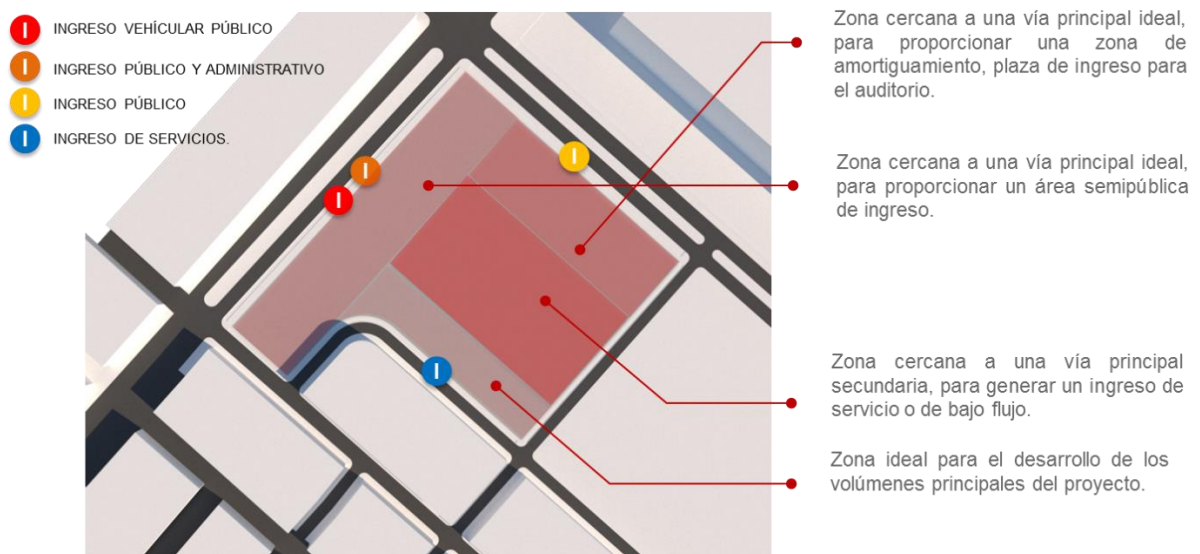 I INGRESO VEHÍCULAR PÚBLICO
I INGRESO PÚBLICO Y ADMINISTRATIVO
I INGRESO PÚBLICO
I INGRESO DE SERVICIOS.
I
I
I
I
Zona cercana a una vía principal ideal,
para proporcionar una zona de
amortiguamiento, plaza de ingreso para
el auditorio.
Zona cercana a una vía principal ideal,
para proporcionar un área semipública
de ingreso.
Zona cercana a una vía principal
secundaria, para generar un ingreso de
servicio o de bajo flujo.
Zona ideal para el desarrollo de los
volúmenes principales del proyecto.